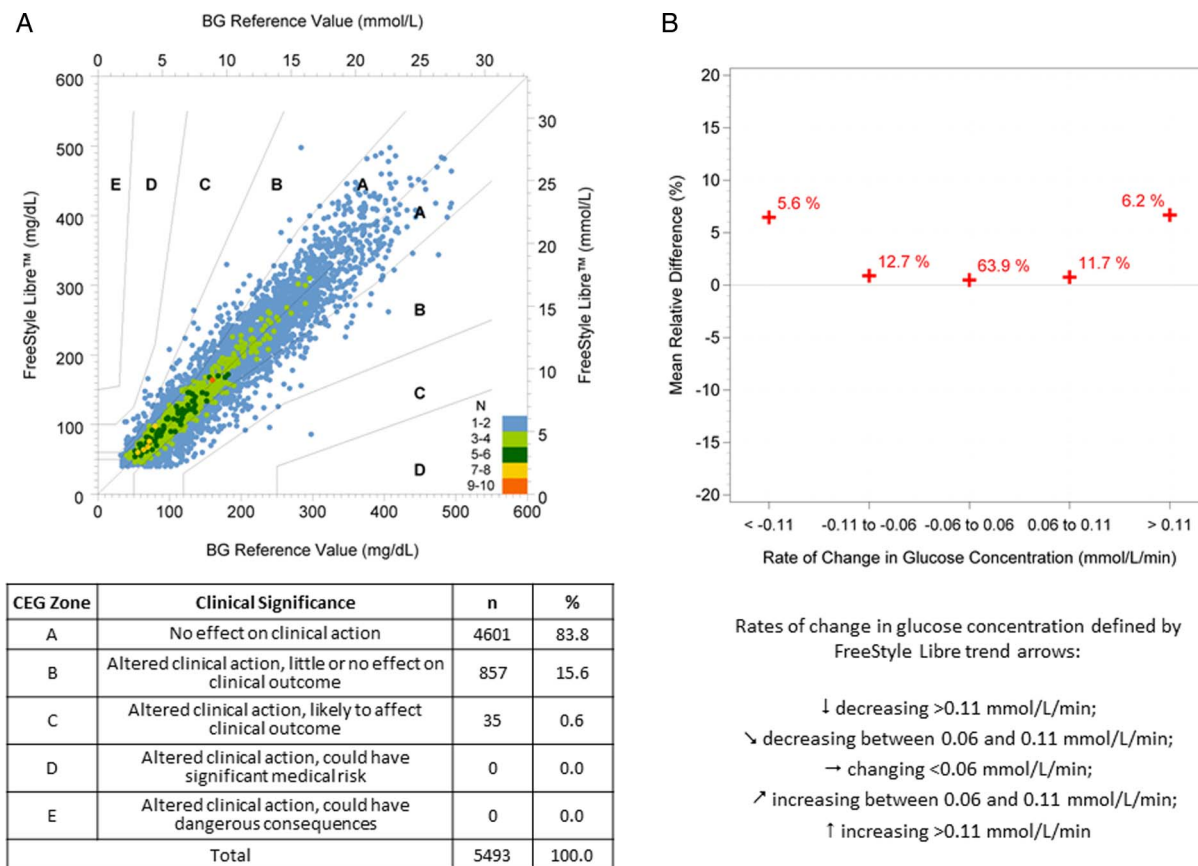 A
BG Reference Value (mmol/L)
0 5 10 15 20 25 30
600
500
400
300
200
100
0
FreeStyle Libre™ (mg/dL)
E D C B A
A
B
C
D
30
25
20
15
10
5
0
FreeStyle Libre™ (mmol/L)
N
1-2
3-4
5-6
7-8
9-10
0 100 200 300 400 500 600
BG Reference Value (mg/dL)
CEG Zone Clinical Significance n %
A No effect on clinical action 4601 83.8
B Altered clinical action, little or no effect on
clinical outcome 857 15.6
C Altered clinical action, likely to affect
clinical outcome 35 0.6
D Altered clinical action, could have
significant medical risk 0 0.0
E Altered clinical action, could have
dangerous consequences 0 0.0
Total 5493 100.0
B
20
15
10
5
0
-5
-10
-15
-20
Mean Relative Difference (%)
5.6 %
12.7 %
63.9 %
11.7 %
6.2 %
< -0.11 -0.11 to -0.06 -0.06 to 0.06 0.06 to 0.11 > 0.11
Rate of Change in Glucose Concentration (mmol/L/min)
Rates of change in glucose concentration defined by
FreeStyle Libre trend arrows:
↓ decreasing >0.11 mmol/L/min;
↘ decreasing between 0.06 and 0.11 mmol/L/min;
→ changing <0.06 mmol/L/min;
↗ increasing between 0.06 and 0.11 mmol/L/min;
↑ increasing >0.11 mmol/L/min